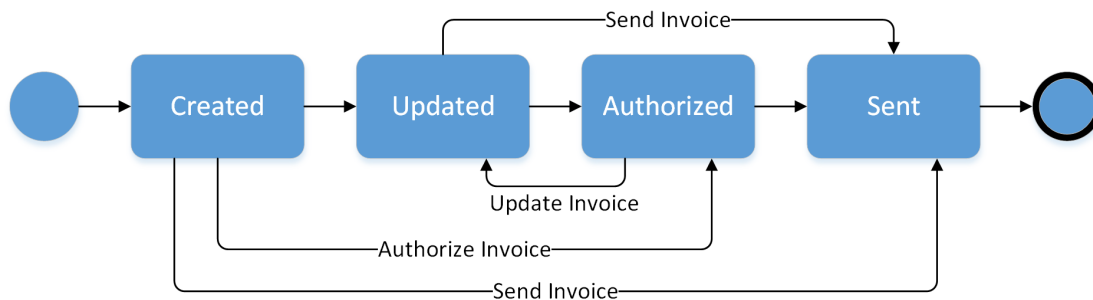 Send Invoice
Created
Updated
Authorized
Sent
Update Invoice
Authorize Invoice
Send Invoice